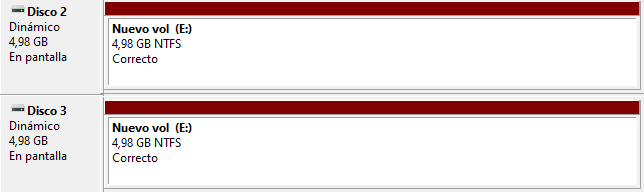 Disco 2
Dinámico
4,98 GB
En pantalla
Nuevo vol (E:)
4,98 GB NTFS
Correcto
Disco 3
Dinámico
4,98 GB
En pantalla
Nuevo vol (E:)
4,98 GB NTFS
Correcto